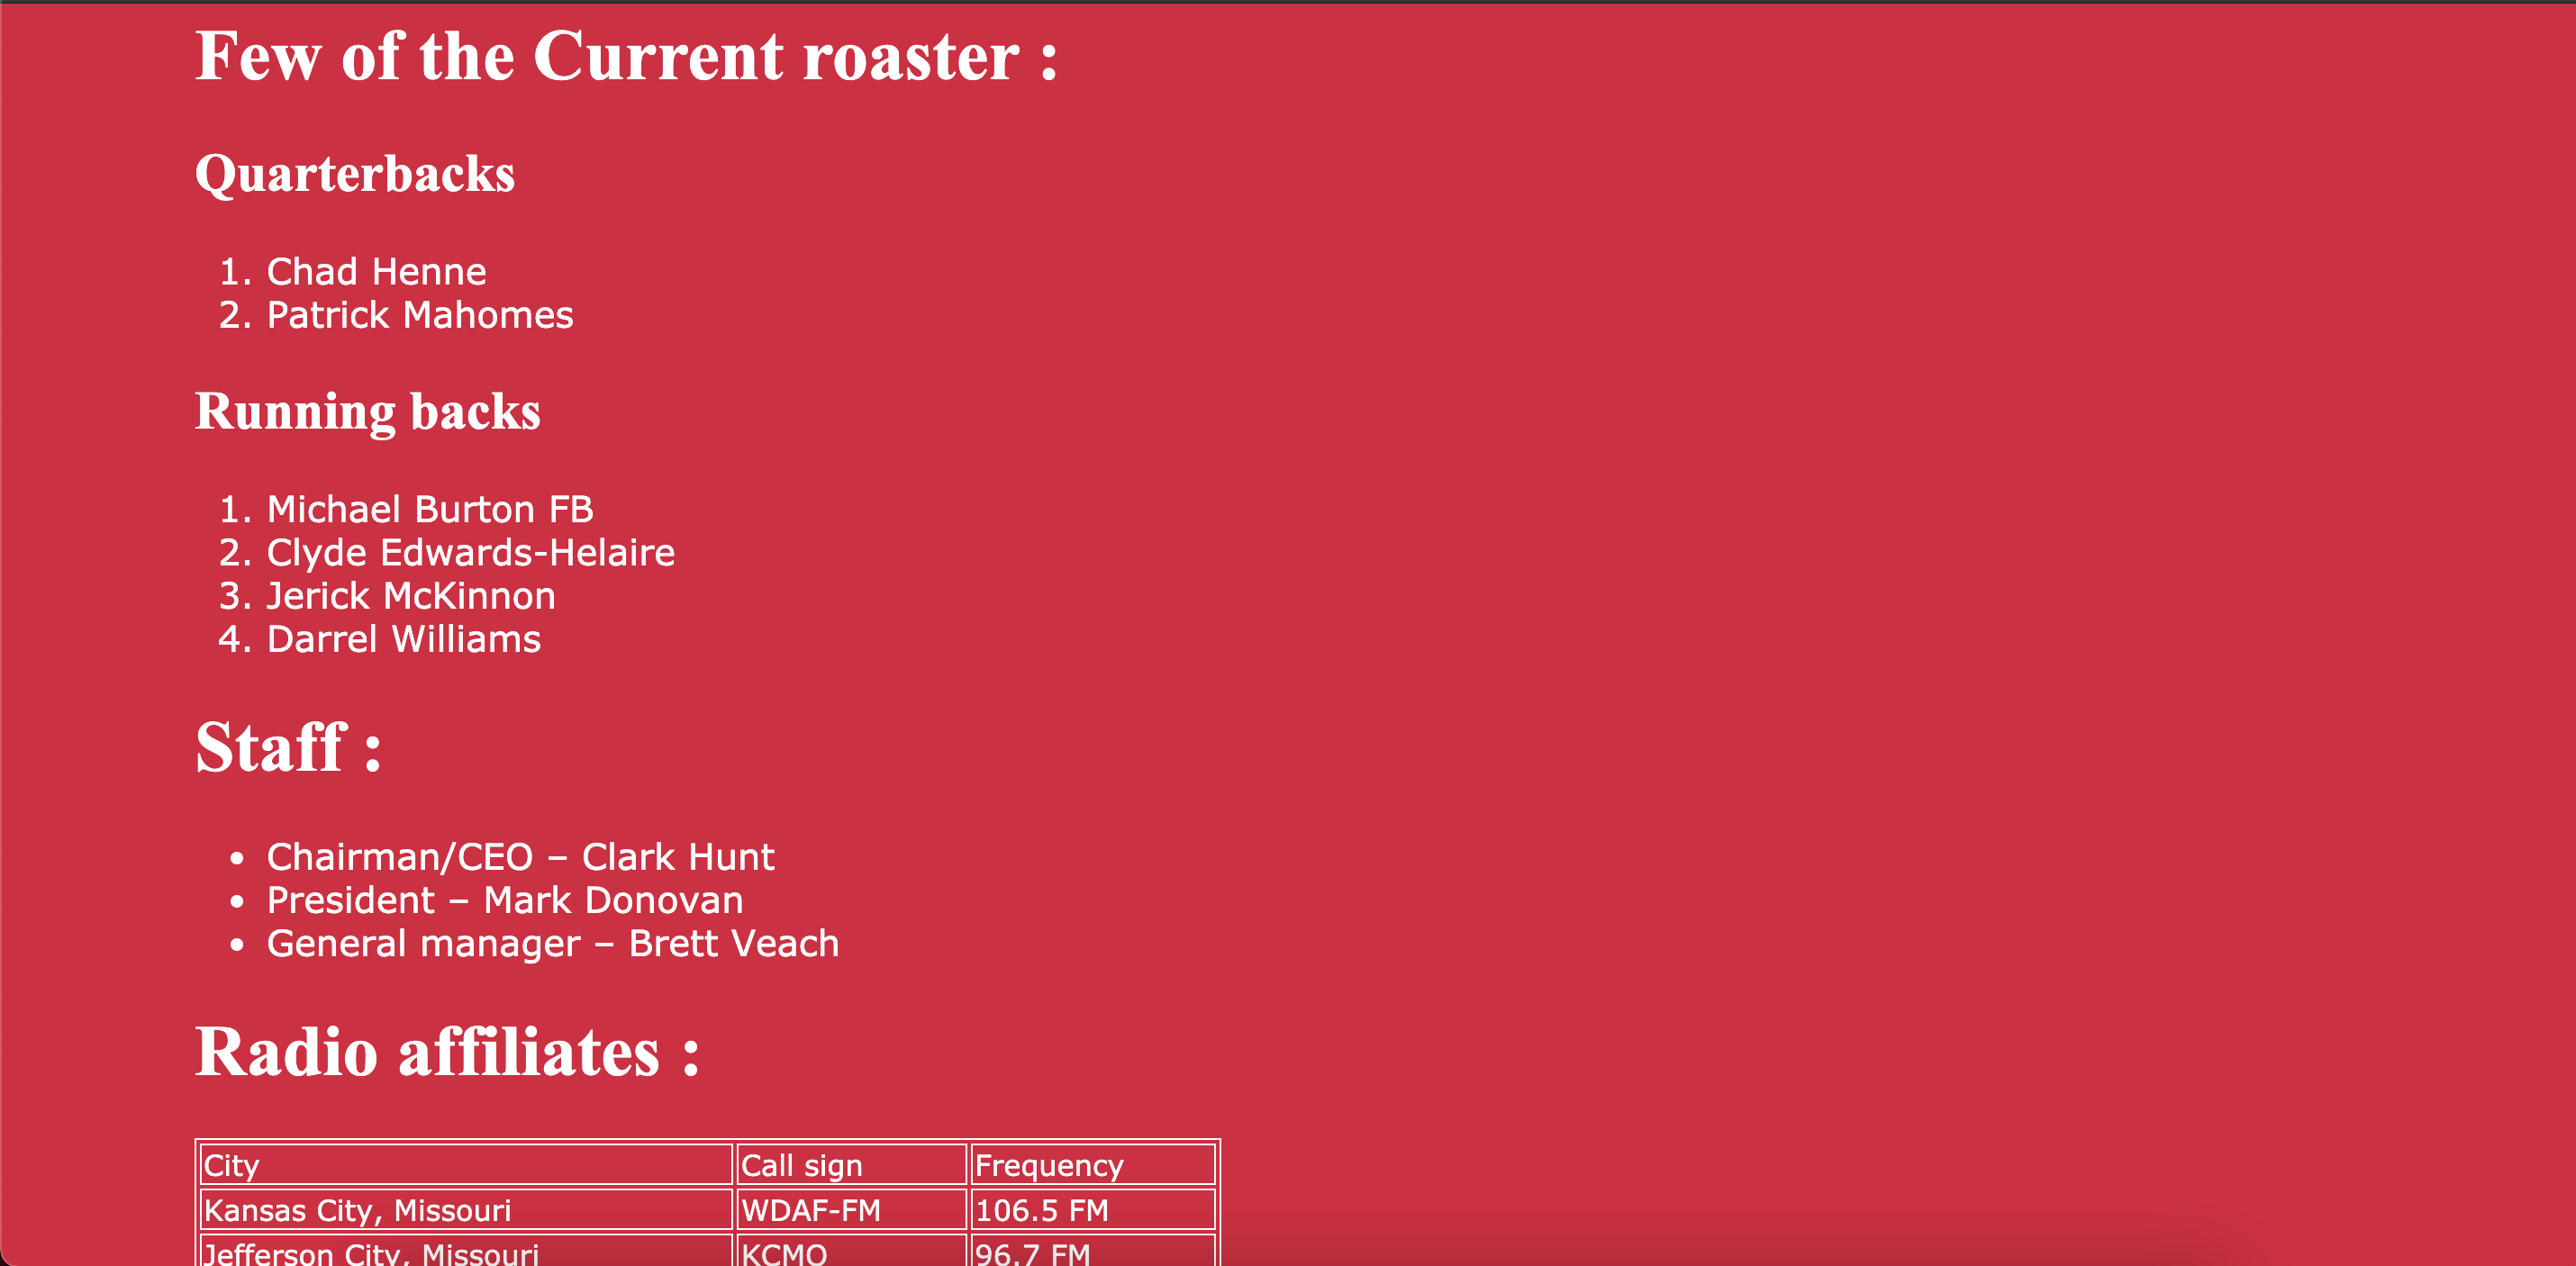 Few of the Current roaster :
Quarterbacks
1. Chad Henne
2. Patrick Mahomes
Running backs
1. Michael Burton FB
2. Clyde Edwards-Helaire
3. Jerick McKinnon
4. Darrel Williams
Staff :
• Chairman/CEO – Clark Hunt
• President – Mark Donovan
• General manager – Brett Veach
Radio affiliates :
City Call sign Frequency
Kansas City, Missouri WDAF-FM 106.5 FM
Jefferson City, Missouri KCMO 96.7 FM